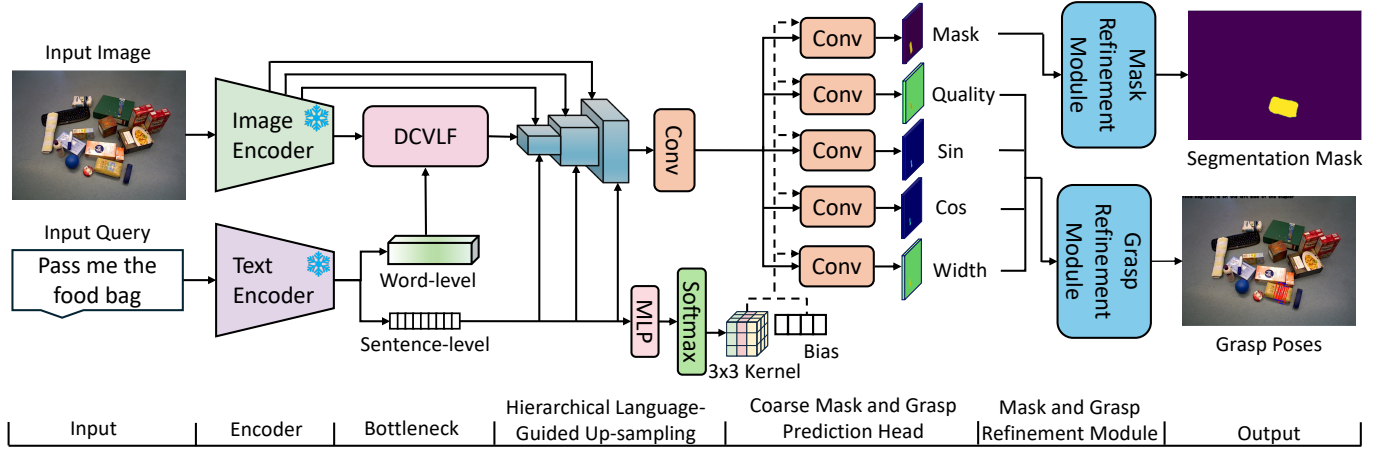 Input Image
Image
Encoder
DCVLF
Conv
Conv
Conv
Conv
Conv
Conv
Mask
Quality
Sin
Cos
Width
Mask
Refinement
Module
Segmentation Mask
Grasp
Refinement
Module
Grasp Poses
Input Query
Pass me the
food bag
Text
Encoder
Word-level
Sentence-level
MLP
Softmax
3x3 Kernel
Bias
Input
Encoder
Bottleneck
Hierarchical Language-
Guided Up-sampling
Coarse Mask and Grasp
Prediction Head
Mask and Grasp
Refinement Module
Output